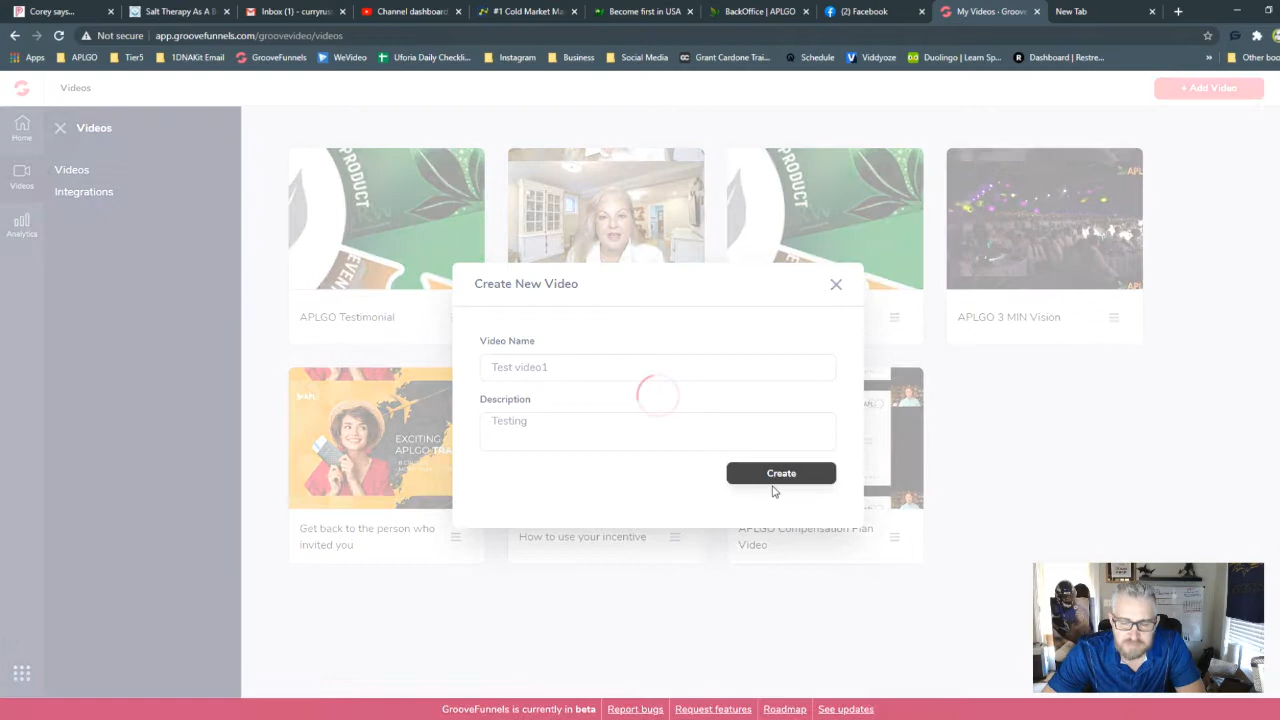 Corey says...
Salt Therapy As A B
Inbox (1) - curryrus
Channel dashboard
#1 Cold Market Mar
Become first in USA
BackOffice | APLGO
(2) Facebook
My Videos - Groove
New Tab
Not secure
app.groovefunnels.com/groovevideo/videos
Apps
APLGO
Tier5
1DNAKit Email
GrooveFunnels
WeVideo
Uforia Daily Checkli...
Instagram
Business
Social Media
Grant Cardone Trai...
Schedule
Viddyoze
Duolingo | Learn Sp...
Dashboard | Restre...
»
Other boo
Videos
+ Add Video
Home
Videos
Analytics
Videos
Videos
Integrations
PRODUCT
PRODUCT
APLGO Testimonial
APLGO 3 MIN Vision
Create New Video
Video Name
Test video1
Description
Testing
Create
APL
EXCITING
Get back to the person who
invited you
How to use your incentive
APLGO Compensation Plan
Video
GrooveFunnels is currently in beta
Report bugs
Request features
Roadmap
See updates